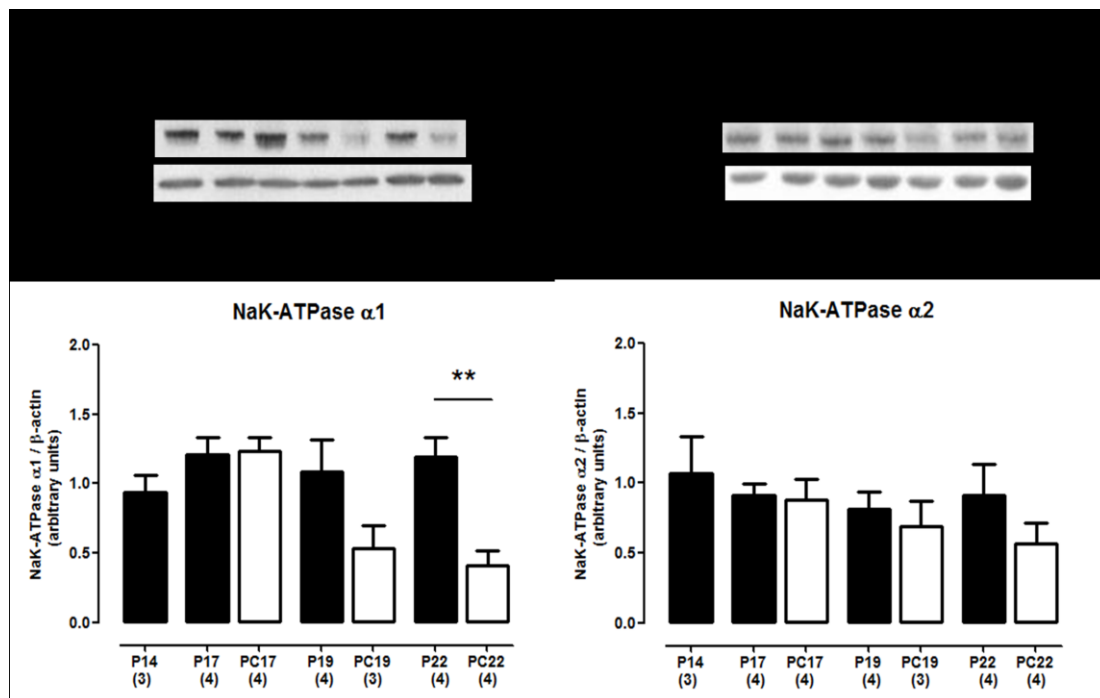 NaK-ATPase α1
NaK-ATPase α1 / β-actin
(arbitrary units)
2.0
1.5
1.0
0.5
0.0
**
P14 P17 PC17 P19 PC19 P22 PC22
(3) (4) (4) (4) (3) (4) (4)
NaK-ATPase α2
NaK-ATPase α2 / β-actin
(arbitrary units)
2.0
1.5
1.0
0.5
0.0
P14 P17 PC17 P19 PC19 P22 PC22
(3) (4) (4) (4) (3) (4) (4)